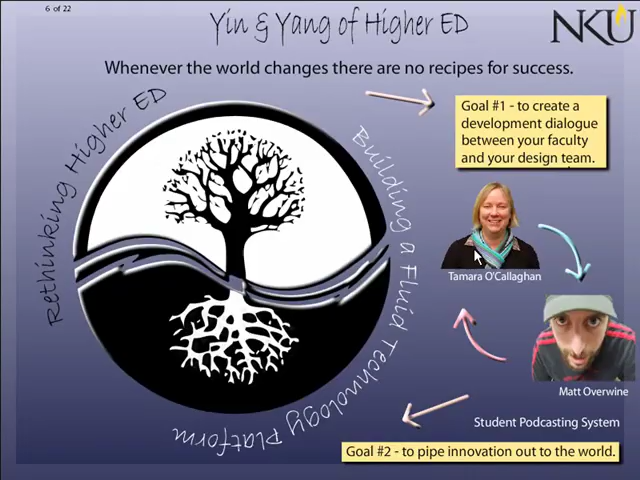 6 of 22
Yin & Yang of Higher ED
NKU
Whenever the world changes there are no recipes for success.
Rethinking Higher ED
Building a Fluid Technology Platform
Goal #1 - to create a
development dialogue
between your faculty
and your design team.
Tamara O'Callaghan
Matt Overwine
Student Podcasting System
Goal #2 - to pipe innovation out to the world.